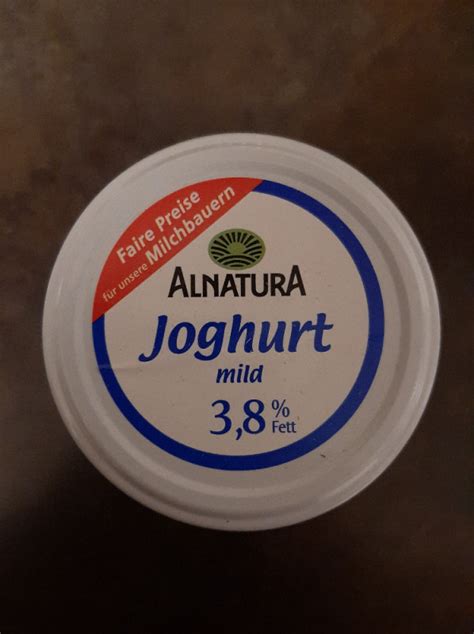 Faire Preise
für unsere Milchbauern
ALNATURA
Joghurt
mild
3,8 %
Fett